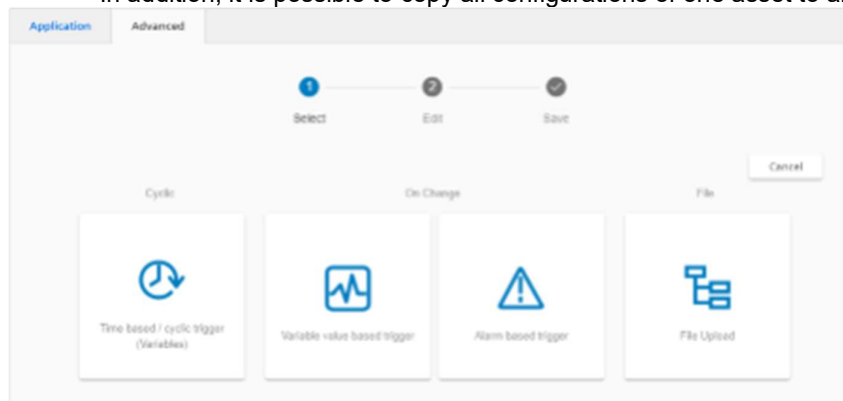 In addition, it is possible to copy all configurations of one asset to
Application Advanced
1 2
Select Edit Save
Cancel
Cyclic On Change File
Time based / cyclic trigger
(Variables)
Variable value based trigger
Alarm based trigger
File Upload